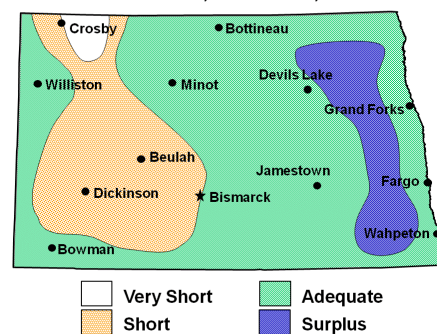 Crosby
Bottineau
Devils Lake
Williston
Minot
Grand Forks
Beulah
Jamestown
Fargo
Dickinson
Bismarck
Wahpeton
Bowman
Very Short
Adequate
Short
Surplus